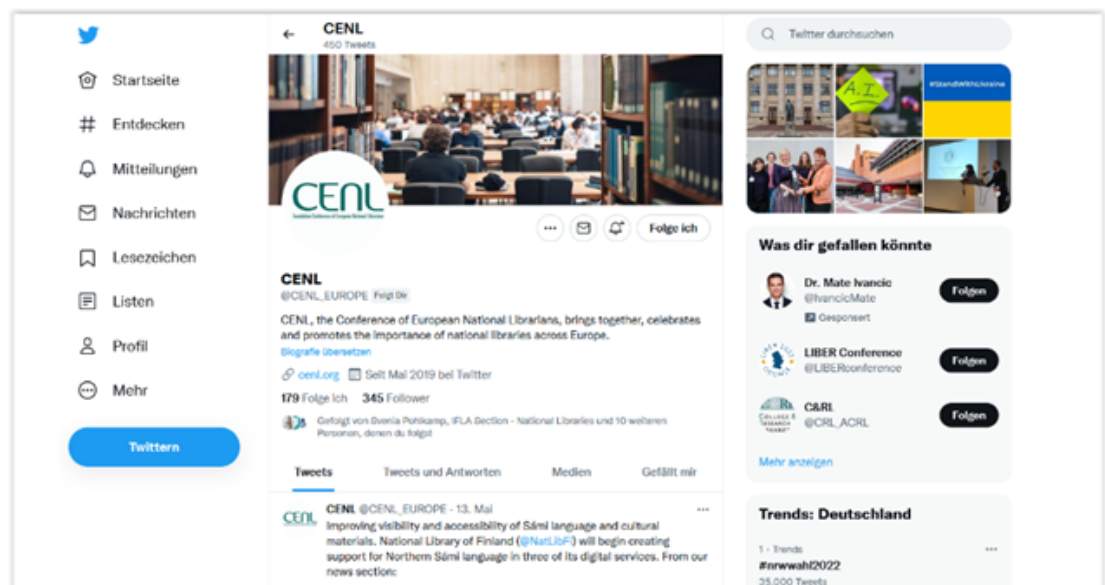 CENL
450 Tweets
Twitter durchsuchen
Startseite
Entdecken
Mitteilungen
Nachrichten
Lesezeichen
Listen
Profil
Mehr
Twittern
CENL
Foundation Conference of European National Librarians
Folge ich
CENL
@CENL_EUROPE Folgt Dir
CENL, the Conference of European National Librarians, brings together, celebrates
and promotes the importance of national libraries across Europe.
Biografie übersetzen
cenl.org Seit Mai 2019 bei Twitter
179 Folge Ich 345 Follower
Gefolgt von Svenia Pohlkamp, IFLA Section - National Libraries und 10 weiteren
Personen, denen du folgst
Tweets Tweets und Antworten Medien Gefällt mir
CENL
CENL @CENL_EUROPE - 13. Mai
Improving visibility and accessibility of Sámi language and cultural
materials. National Library of Finland (@NatLibFi) will begin creating
support for Northern Sámi language in three of its digital services. From our
news section:
A.I.
#StandWithUkraine
Was dir gefallen könnte
Dr. Mate Ivancic
@IvancicMate
Gesponsert
Folgen
LIBER Conference
@LIBERconference
Folgen
C&RL
@CRL_ACRL
Folgen
Mehr anzeigen
Trends: Deutschland
1 - Trends
#nrwwahl2022
35.000 Tweets